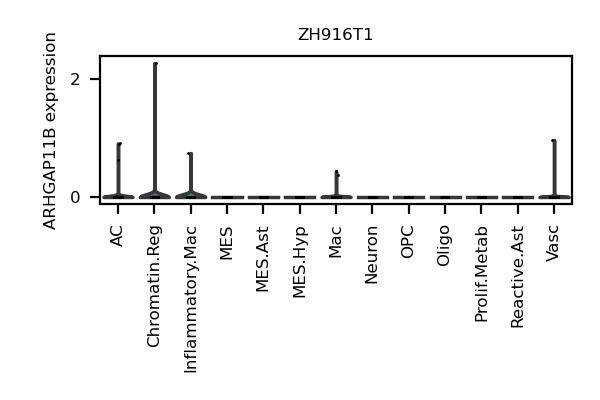 ZH916T1
ARHGAP11B expression
2
0
AC
Chromatin.Reg
Inflammatory.Mac
MES
MES.Ast
MES.Hyp
Mac
Neuron
OPC
Oligo
Prolif.Metab
Reactive.Ast
Vasc